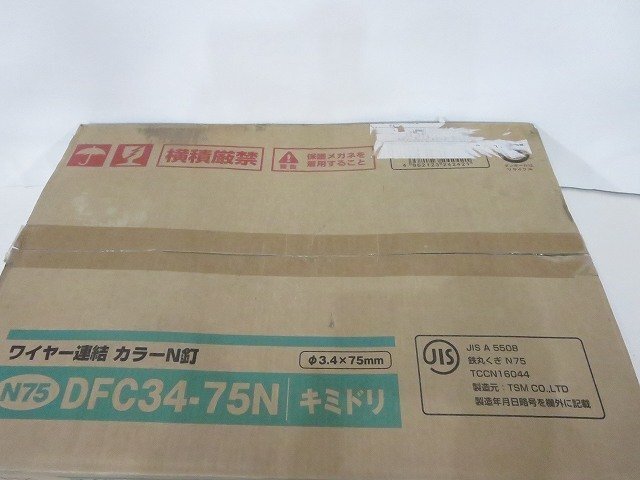 横積厳禁
警告
保護メガネを
着用すること
ワイヤー連結 カラーN釘
φ3.4×75mm
N75 DFC34-75N キミドリ
JIS
JIS A 5508
鉄丸くぎ N75
TCCN16044
製造元:TSM CO.,LTD
製造年月日略号を欄外に記載